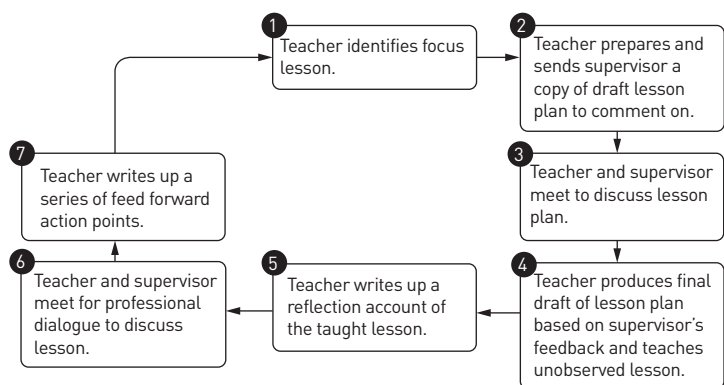 1
Teacher identifies focus
lesson.
2
Teacher prepares and
sends supervisor a
copy of draft lesson
plan to comment on.
3
Teacher and supervisor
meet to discuss lesson
plan.
4
Teacher produces final
draft of lesson plan
based on supervisor's
feedback and teaches
unobserved lesson.
5
Teacher writes up a
reflection account of
the taught lesson.
6
Teacher and supervisor
meet for professional
dialogue to discuss
lesson.
7
Teacher writes up a
series of feed forward
action points.